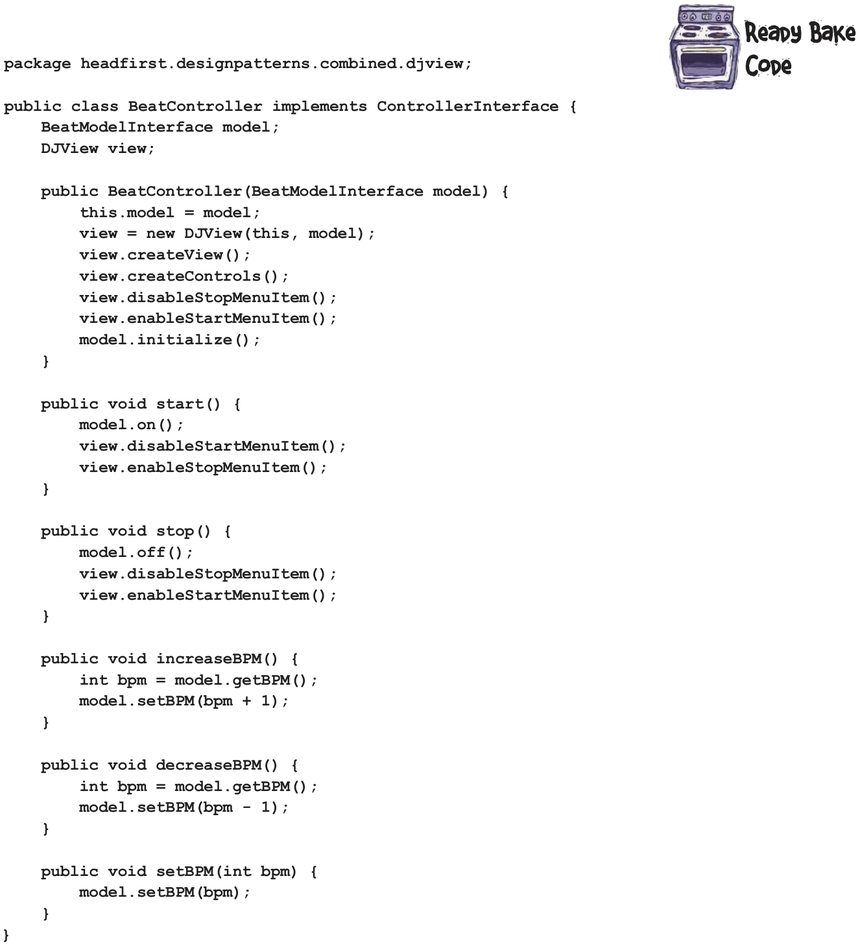 Ready Bake
Code
package headfirst.designpatterns.combined.djview;

public class BeatController implements ControllerInterface {
    BeatModelInterface model;
    DJView view;

    public BeatController(BeatModelInterface model) {
        this.model = model;
        view = new DJView(this, model);
        view.createView();
        view.createControls();
        view.disableStopMenuItem();
        view.enableStartMenuItem();
        model.initialize();
    }

    public void start() {
        model.on();
        view.disableStartMenuItem();
        view.enableStopMenuItem();
    }

    public void stop() {
        model.off();
        view.disableStopMenuItem();
        view.enableStartMenuItem();
    }

    public void increaseBPM() {
        int bpm = model.getBPM();
        model.setBPM(bpm + 1);
    }

    public void decreaseBPM() {
        int bpm = model.getBPM();
        model.setBPM(bpm - 1);
    }

    public void setBPM(int bpm) {
        model.setBPM(bpm);
    }
}